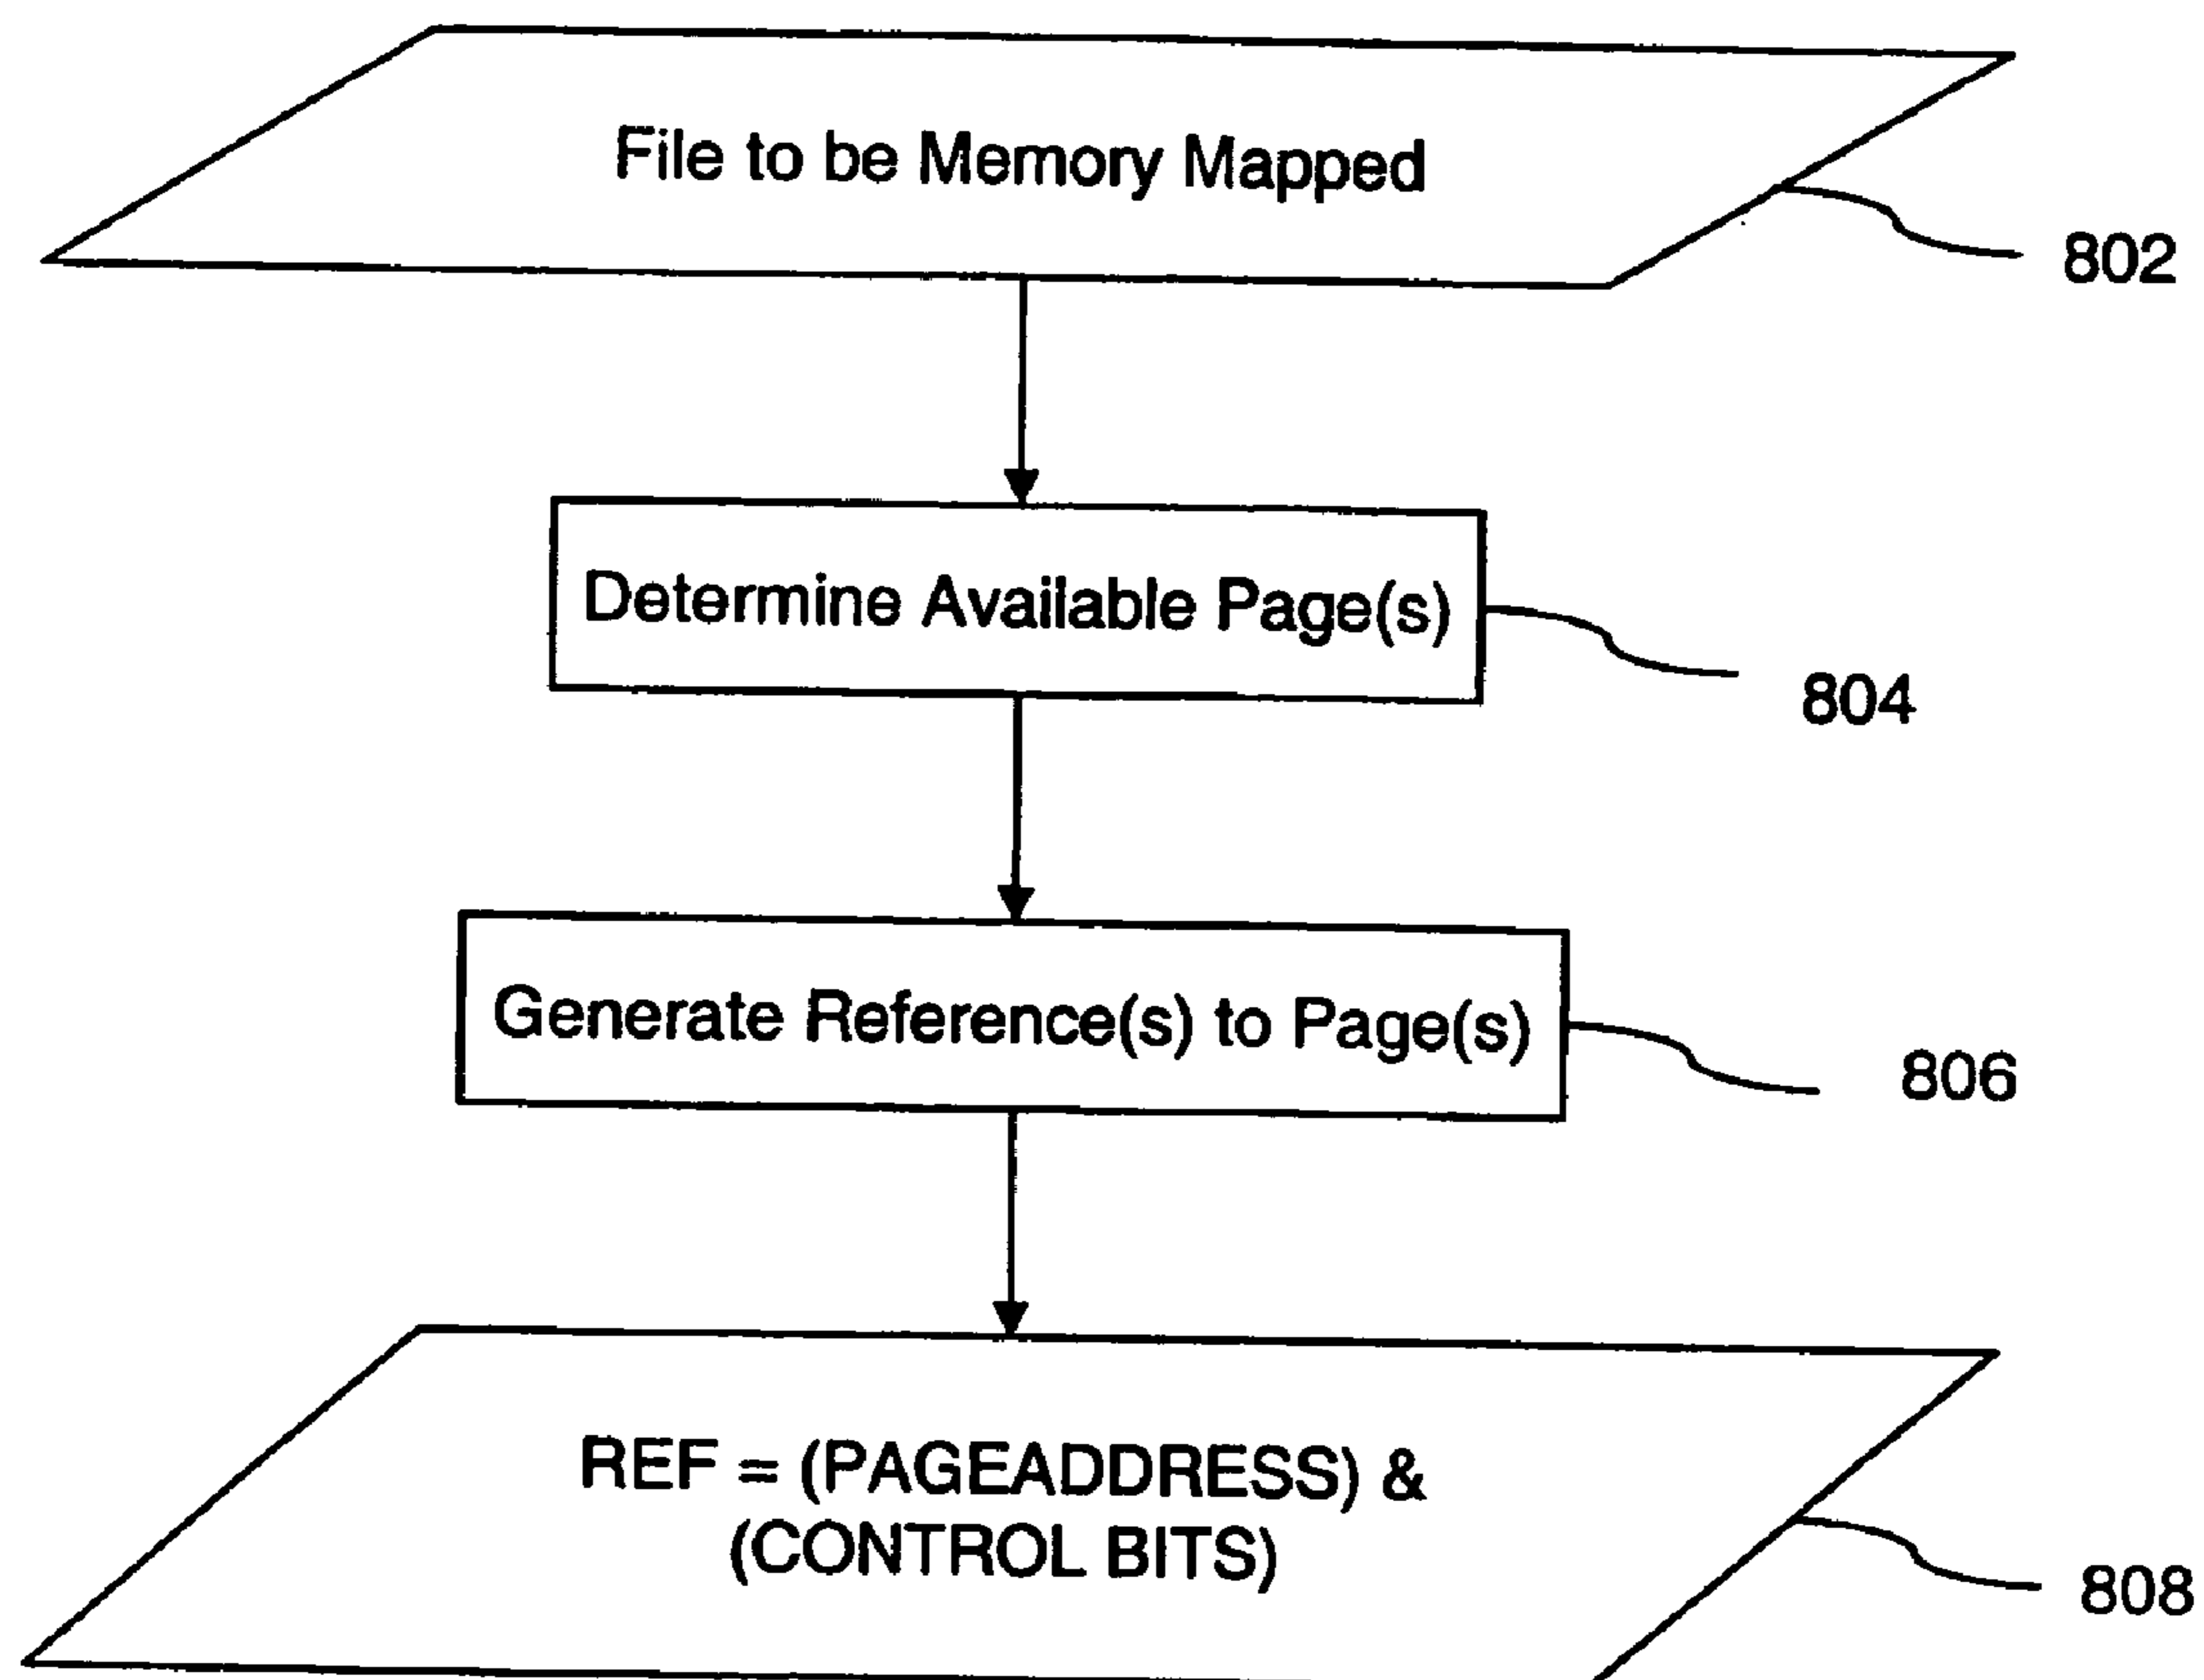 File to be Memory Mapped
802
Determine Available Page(s)
804
Generate Reference(s) to Page(s)
806
REF = (PAGEADDRESS) &
(CONTROL BITS)
808